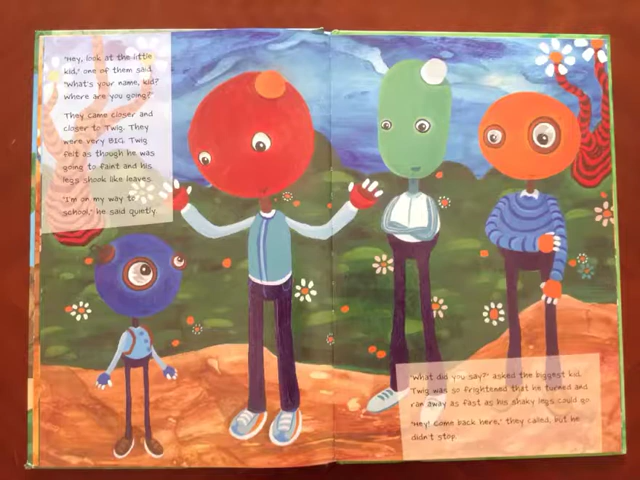 "Hey, look at the little
kid," one of them said.
"What's your name, kid?
Where are you going?"
They came closer and
closer to Twig. They
were very BIG. Twig
felt as though he was
going to faint and his
legs shook like leaves.
"I'm on my way to
school," he said quietly.
"What did you say?" asked the biggest kid.
Twig was so frightened that he turned and
ran away as fast as his shaky legs could go.
"Hey! Come back here," they called, but he
didn't stop.